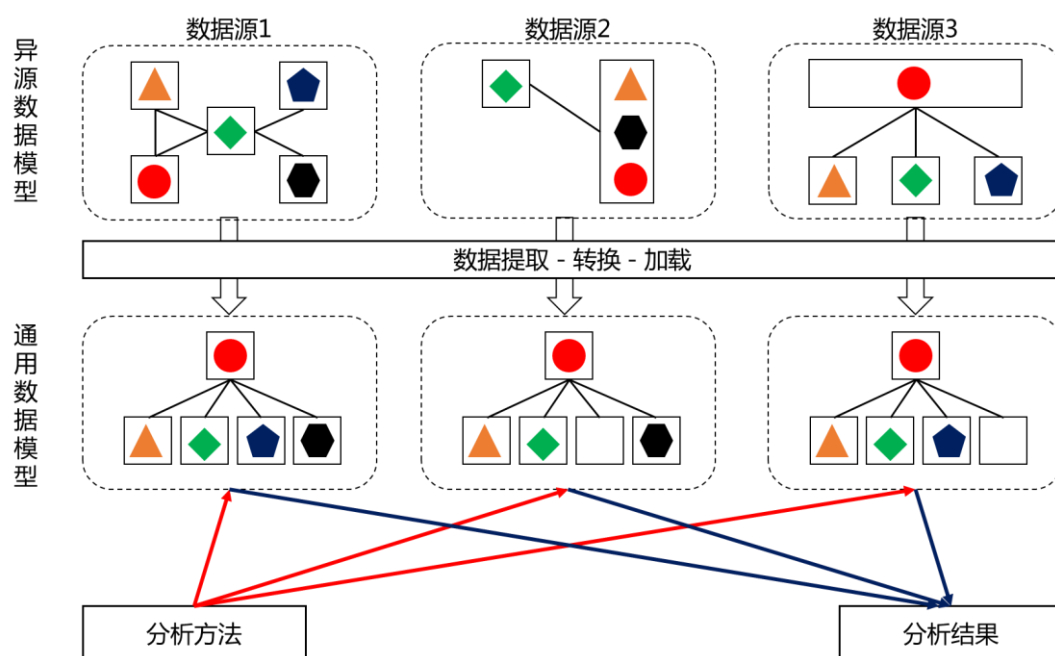 数据源1
数据源2
数据源3
异源数据模型
数据提取 - 转换 - 加载
通用数据模型
分析方法
分析结果